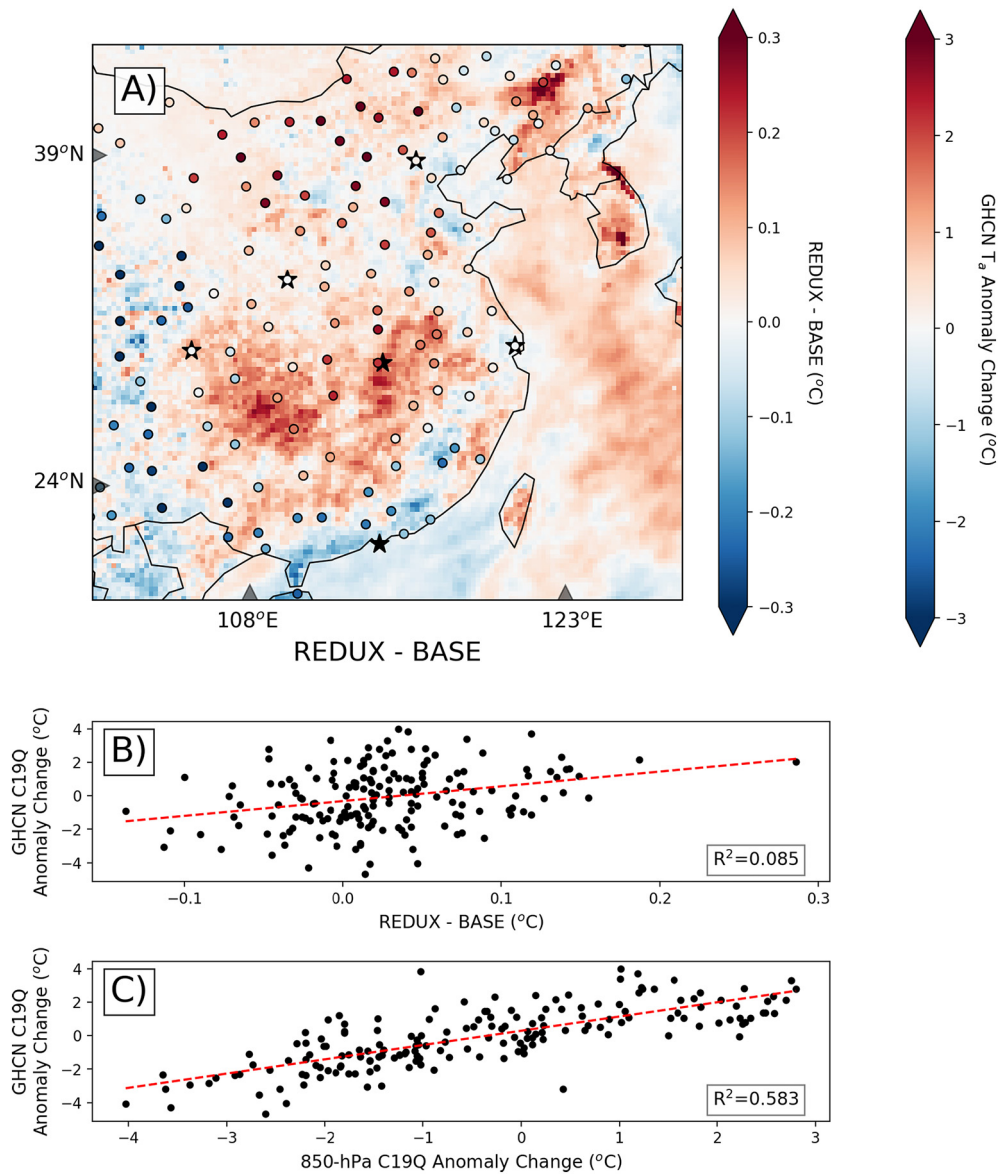 A)
39°N
24°N
108°E
123°E
REDUX - BASE
0.3
0.2
0.1
0.0
−0.1
−0.2
−0.3
REDUX - BASE (°C)
3
2
1
0
−1
−2
−3
GHCN Tₐ Anomaly Change (°C)
B)
GHCN C19Q
Anomaly Change (°C)
4
2
0
−2
−4
R²=0.085
−0.1
0.0
0.1
0.2
0.3
REDUX - BASE (°C)
C)
GHCN C19Q
Anomaly Change (°C)
4
2
0
−2
−4
R²=0.583
−4
−3
−2
−1
0
1
2
3
850-hPa C19Q Anomaly Change (°C)